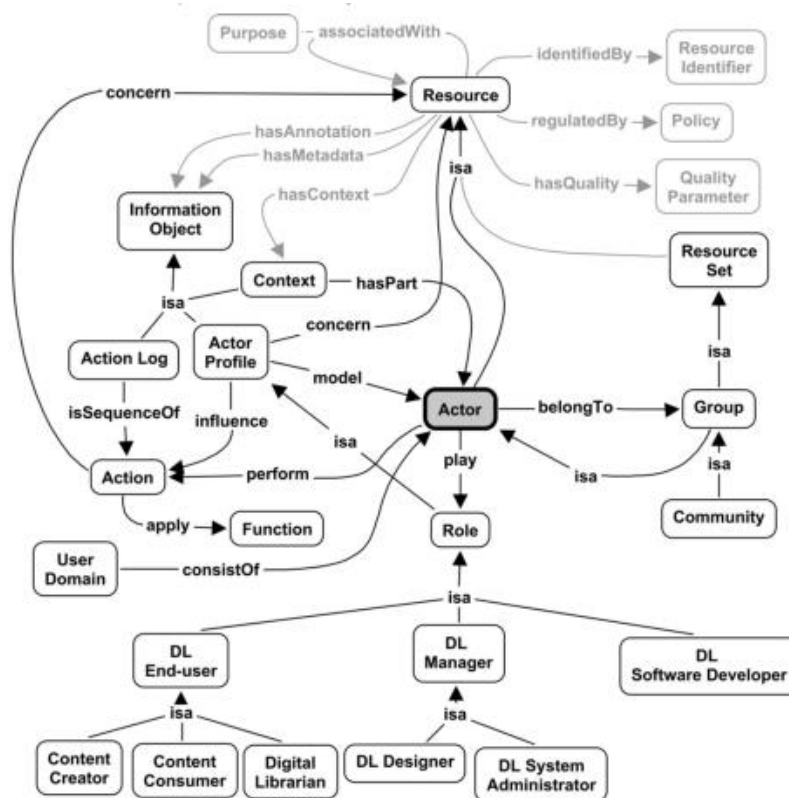 Purpose
associatedWith
identifiedBy
Resource
Identifier
concern
Resource
hasAnnotation
regulatedBy
Policy
hasMetadata
isa
hasContext
hasQuality
Quality
Parameter
Information
Object
Resource
Set
Context
hasPart
isa
concern
Action Log
Actor
Profile
isa
model
isSequenceOf
influence
Actor
belongTo
Group
isa
play
isa
isa
Action
perform
apply
Function
Role
Community
User
Domain
consistOf
isa
DL
End-user
DL
Manager
DL
Software Developer
isa
isa
Content
Creator
Content
Consumer
Digital
Librarian
DL Designer
DL System
Administrator